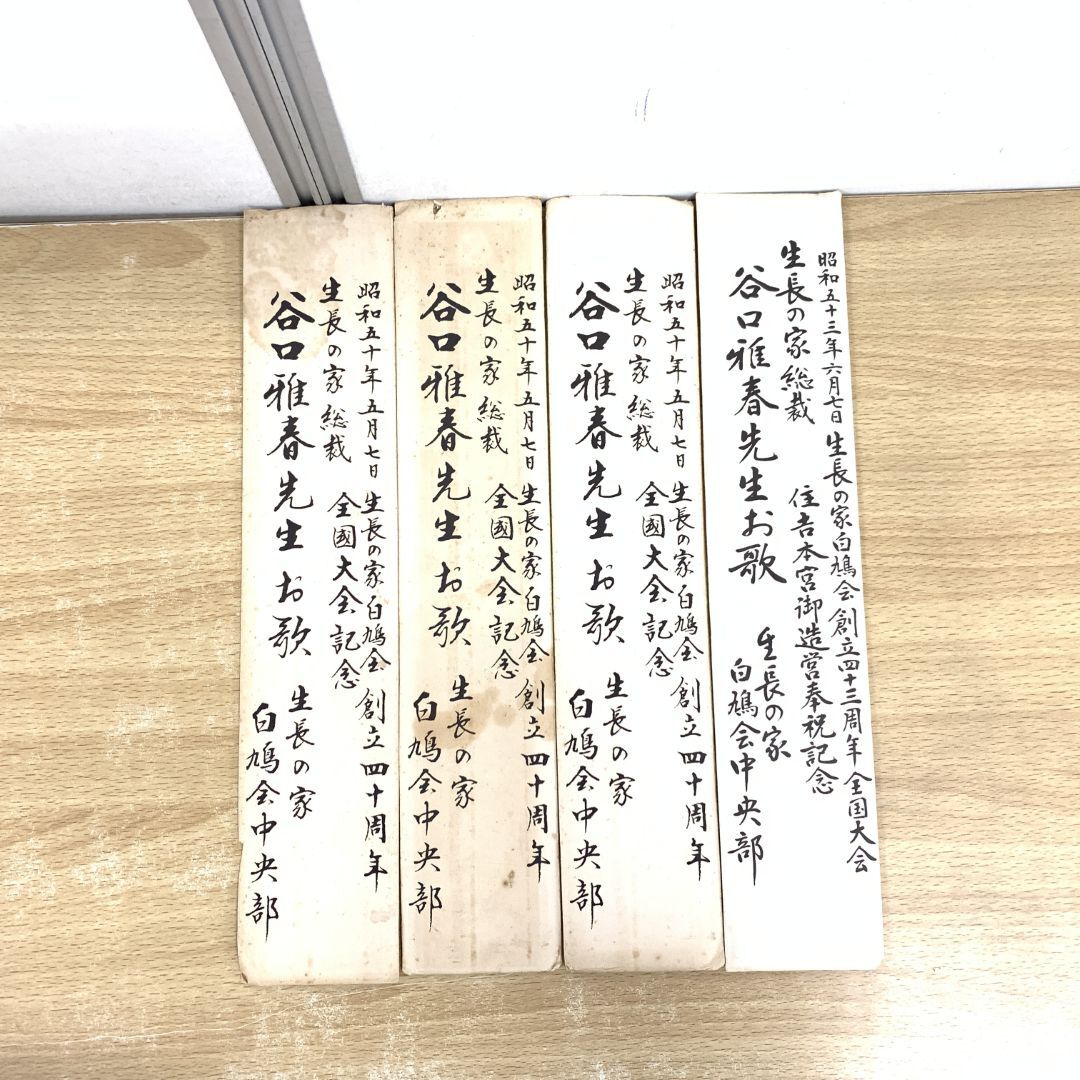 昭和五十三年六月七日 生長の家白鳩会 創立四十三周年 全国大会
住吉本宮御造営奉祝記念
生長の家総裁
谷口雅春先生お歌
生長の家
白鳩会中央部
昭和五十年五月七日 生長の家白鳩会 創立四十周年
全國大会記念
生長の家総裁
谷口雅春先生お歌
生長の家
白鳩会中央部
昭和五十年五月七日 生長の家白鳩会 創立四十周年
全國大会記念
生長の家総裁
谷口雅春先生お歌
生長の家
白鳩会中央部
昭和五十年五月七日 生長の家白鳩会 創立四十周年
全國大会記念
生長の家総裁
谷口雅春先生お歌
生長の家
白鳩会中央部